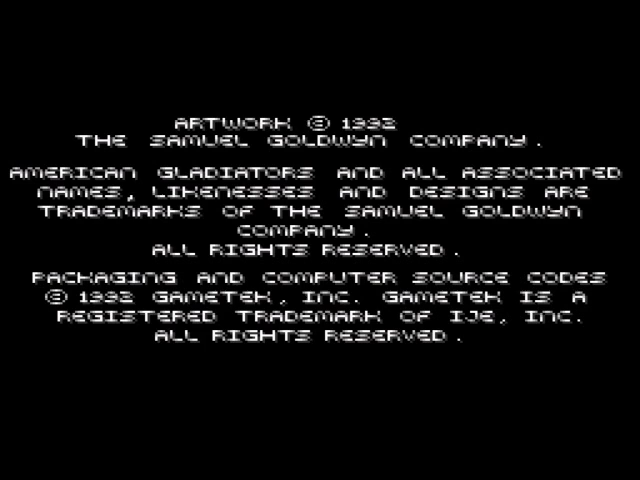 ARTWORK © 1992
THE SAMUEL GOLDWYN COMPANY.
AMERICAN GLADIATORS AND ALL ASSOCIATED
NAMES, LIKENESSES AND DESIGNS ARE
TRADEMARKS OF THE SAMUEL GOLDWYN
COMPANY.
ALL RIGHTS RESERVED.
PACKAGING AND COMPUTER SOURCE CODES
© 1992 GAMETEK, INC. GAMETEK IS A
REGISTERED TRADEMARK OF IJE, INC.
ALL RIGHTS RESERVED.